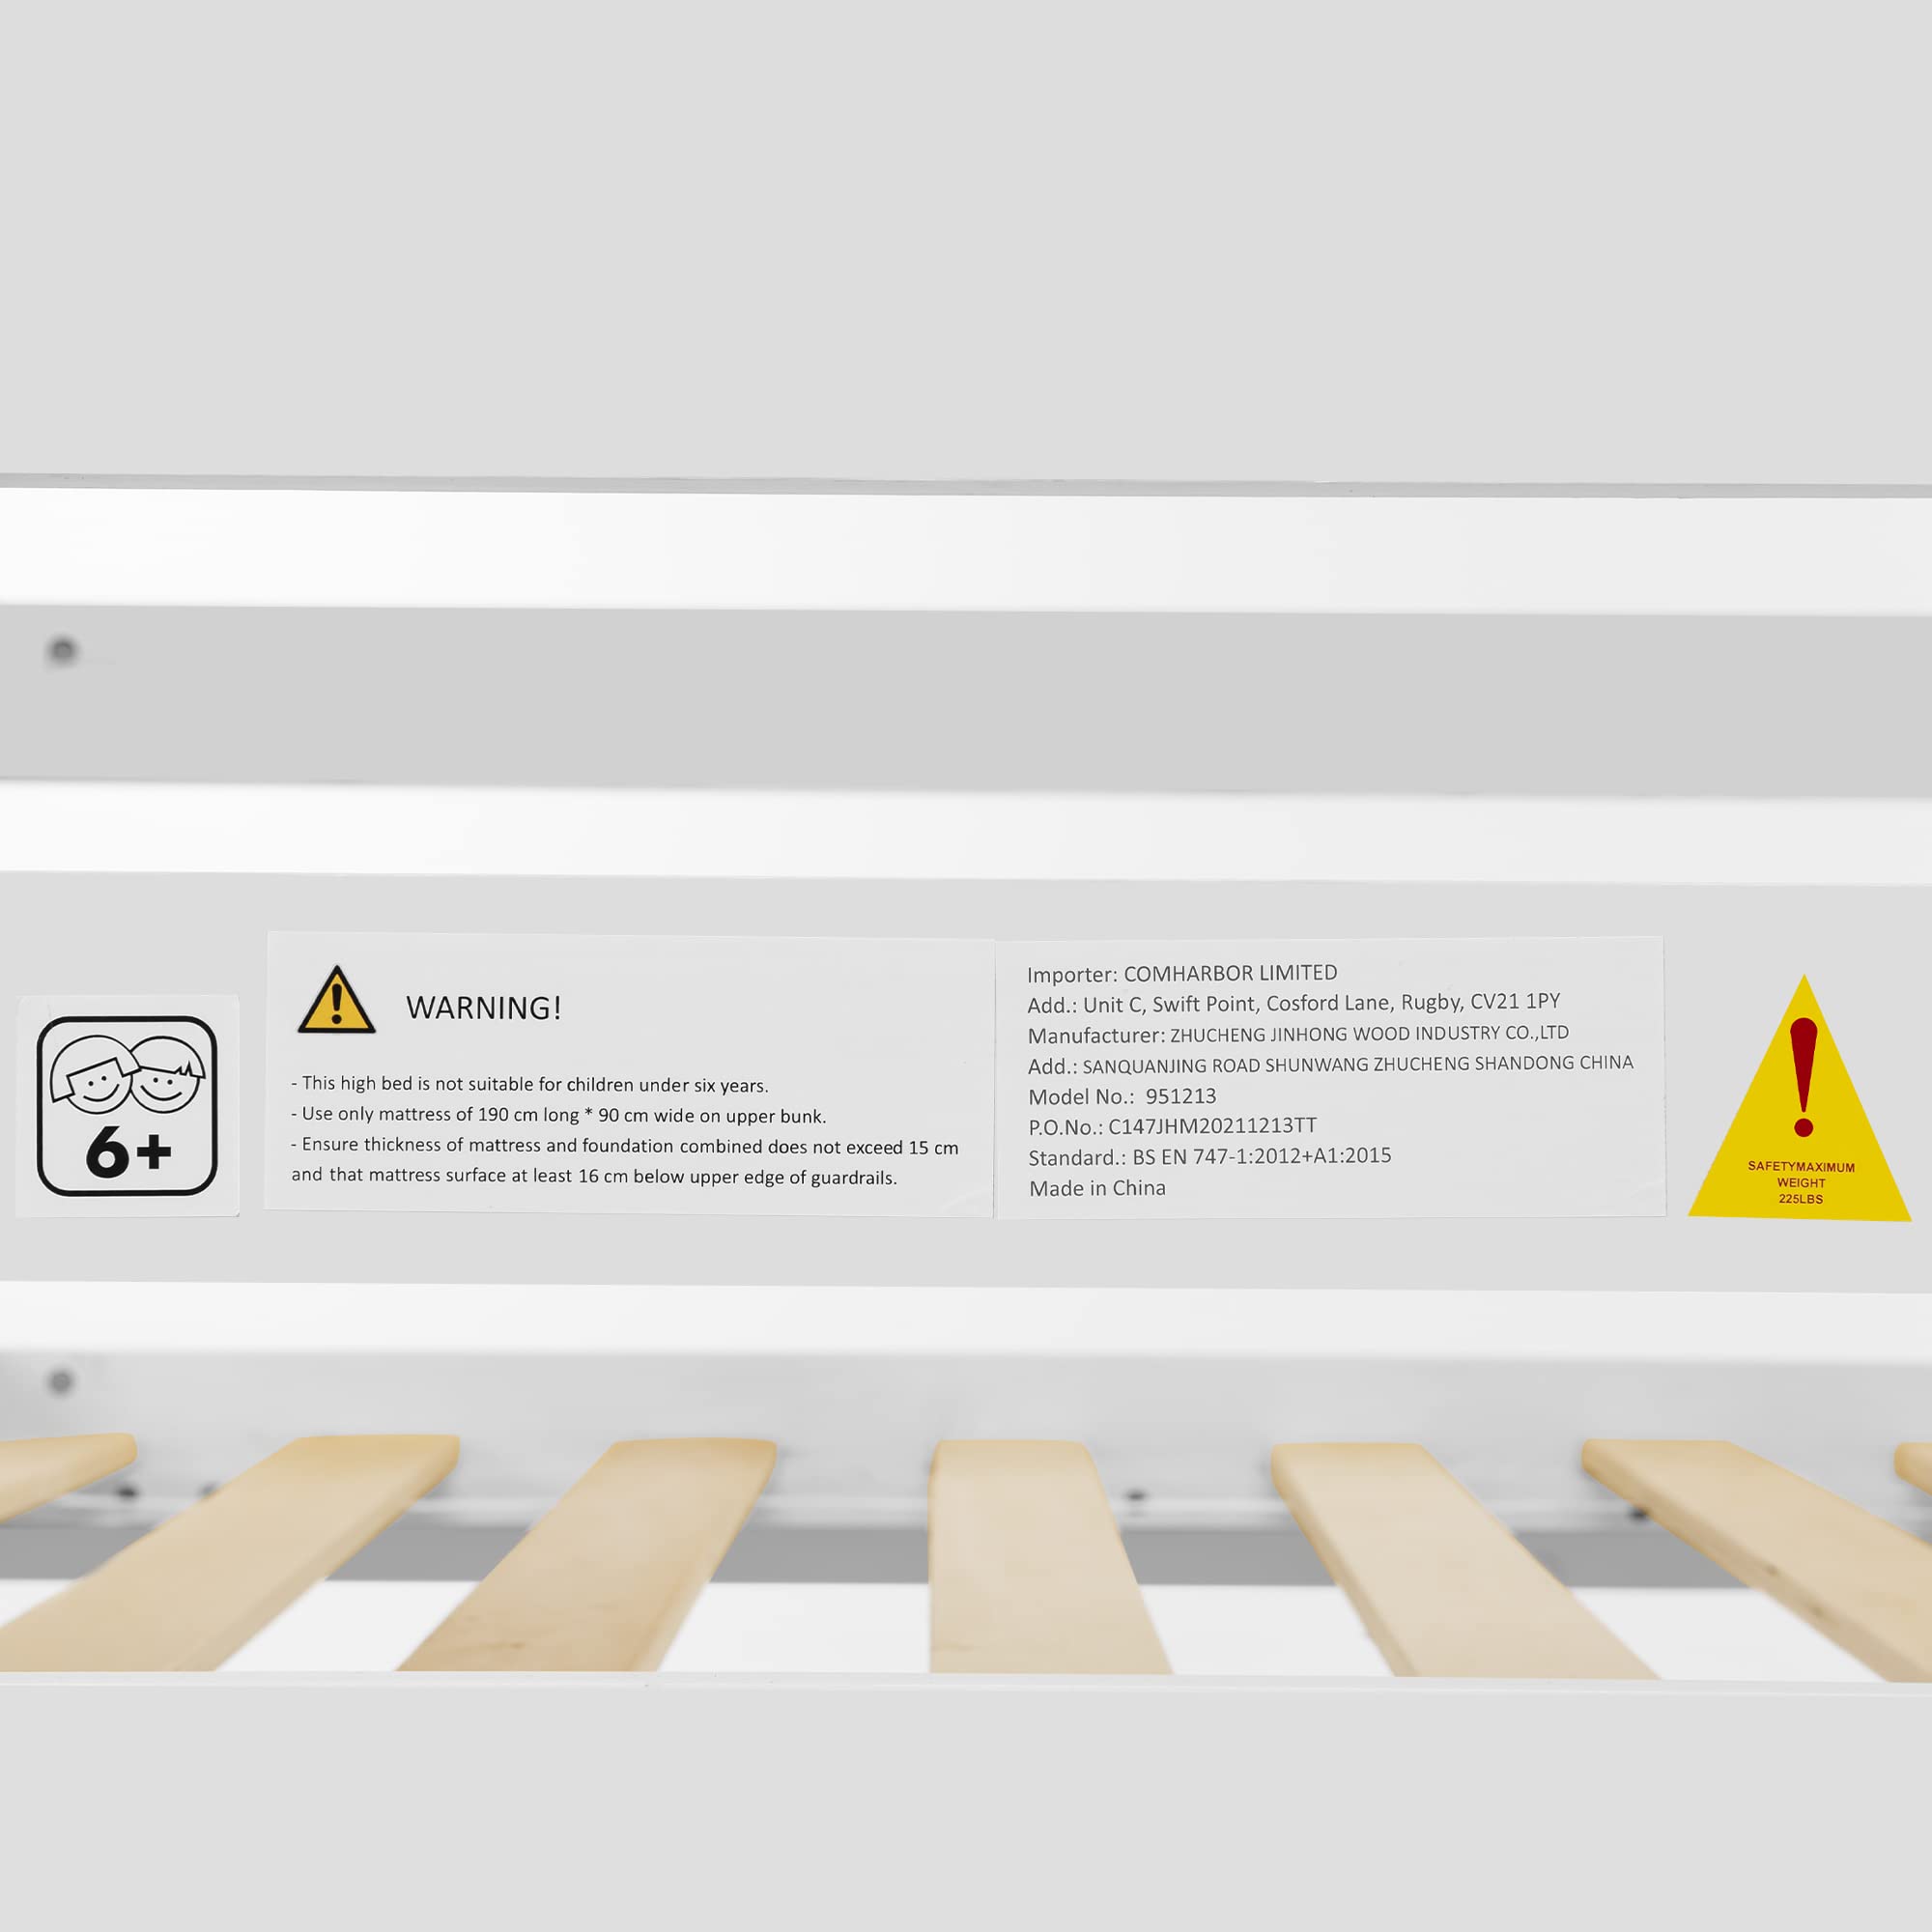 6+
WARNING!
- This high bed is not suitable for children under six years.
- Use only mattress of 190 cm long * 90 cm wide on upper bunk.
- Ensure thickness of mattress and foundation combined does not exceed 15 cm
and that mattress surface at least 16 cm below upper edge of guardrails.
Importer: COMHARBOR LIMITED
Add.: Unit C, Swift Point, Cosford Lane, Rugby, CV21 1PY
Manufacturer: ZHUCHENG JINHONG WOOD INDUSTRY CO.,LTD
Add.: SANQUANJING ROAD SHUNWANG ZHUCHENG SHANDONG CHINA
Model No.: 951213
P.O.No.: C147JHM20211213TT
Standard.: BS EN 747-1:2012+A1:2015
Made in China
SAFETYMAXIMUM
WEIGHT
225LBS